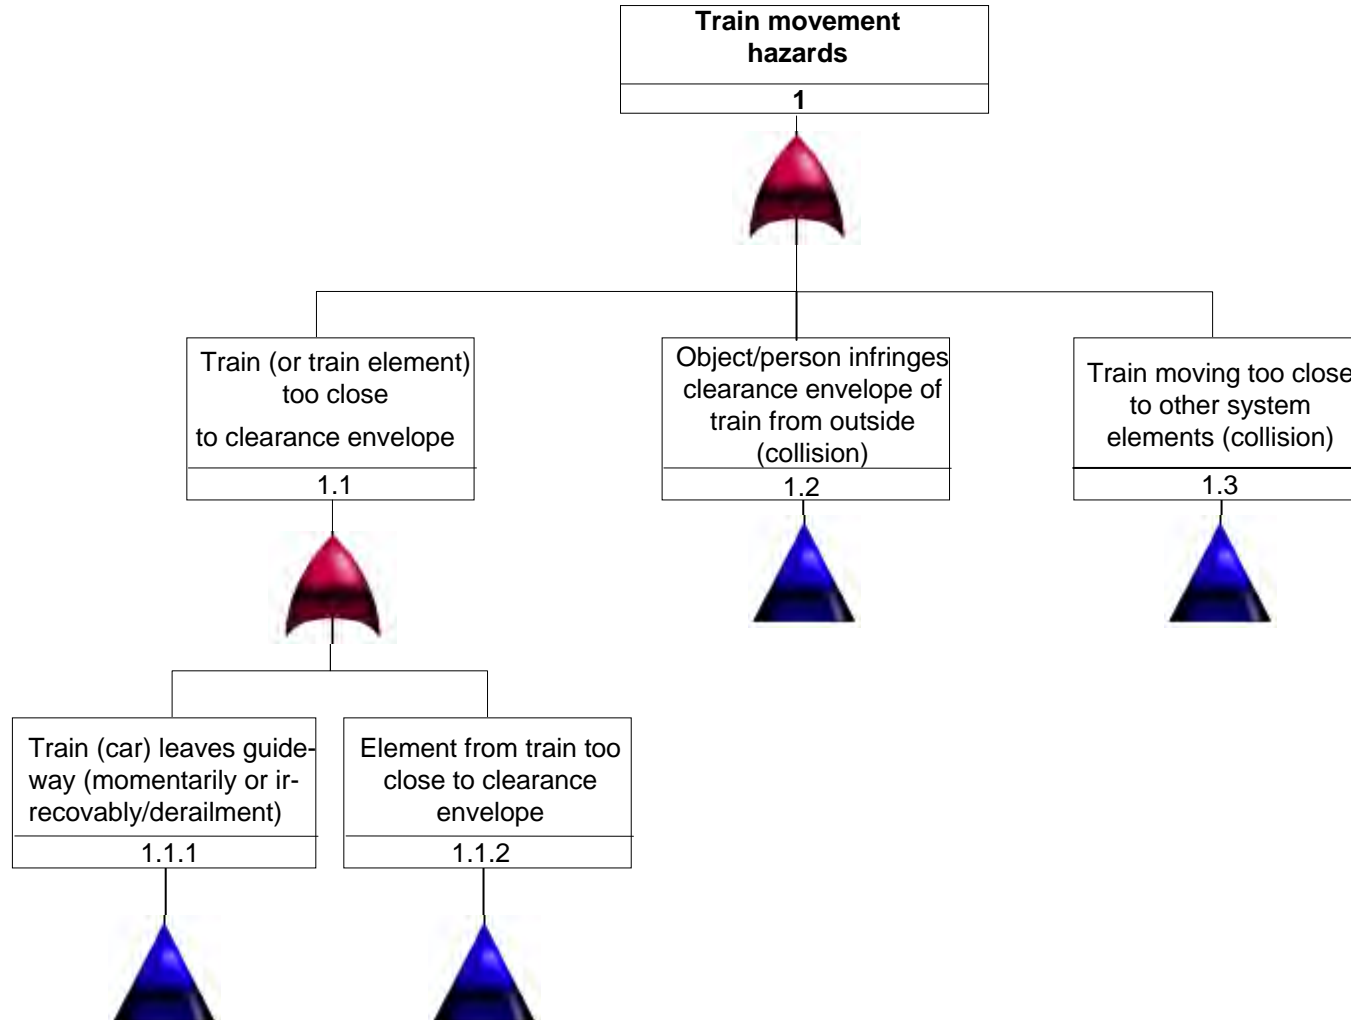 Train movement
hazards
1
Train (or train element)
too close
to clearance envelope
1.1
Object/person infringes
clearance envelope of
train from outside
(collision)
1.2
Train moving too close
to other system
elements (collision)
1.3
Train (car) leaves guide-
way (momentarily or ir-
recovably/derailment)
1.1.1
Element from train too
close to clearance
envelope
1.1.2